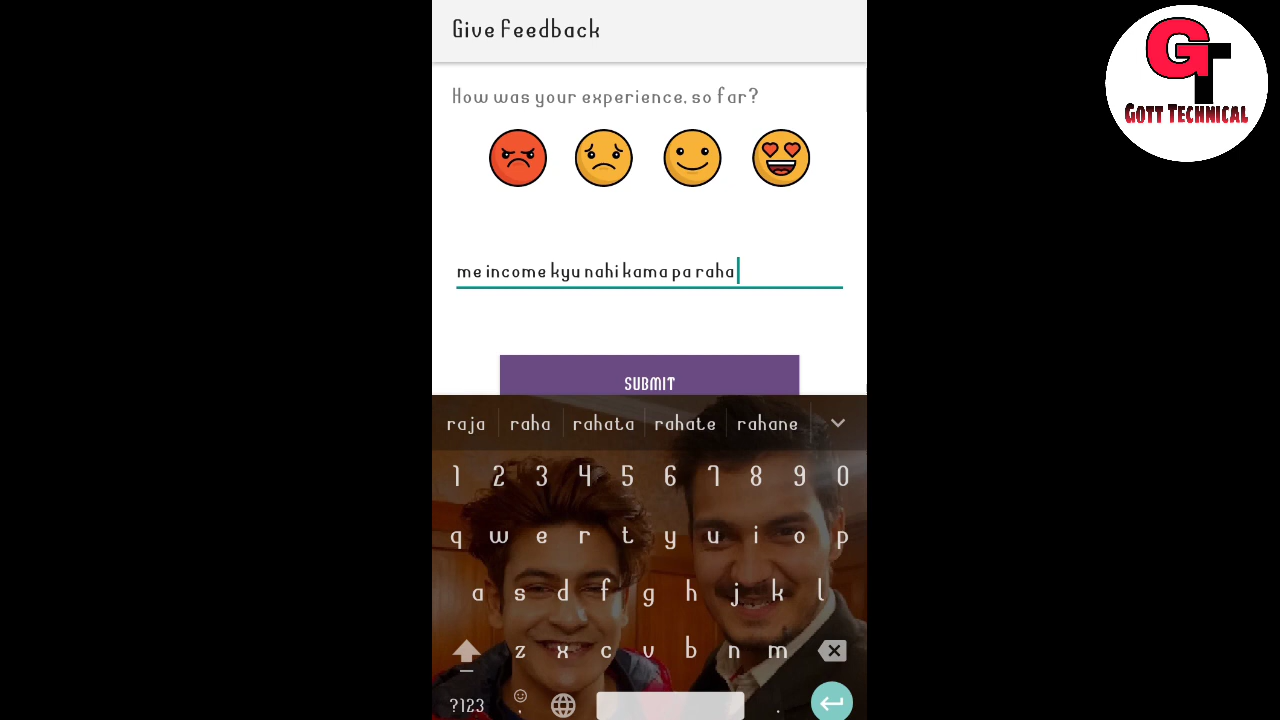 Give Feedback
GT
GOTT TECHNICAL
How was your experience, so far?
me income kyu nahi kama pa raha
SUBMIT
raja raha rahata rahate rahane
1 2 3 4 5 6 7 8 9 0
q w e r t y u i o p
a s d f g h j k l
z x c v b n m
?123 , .